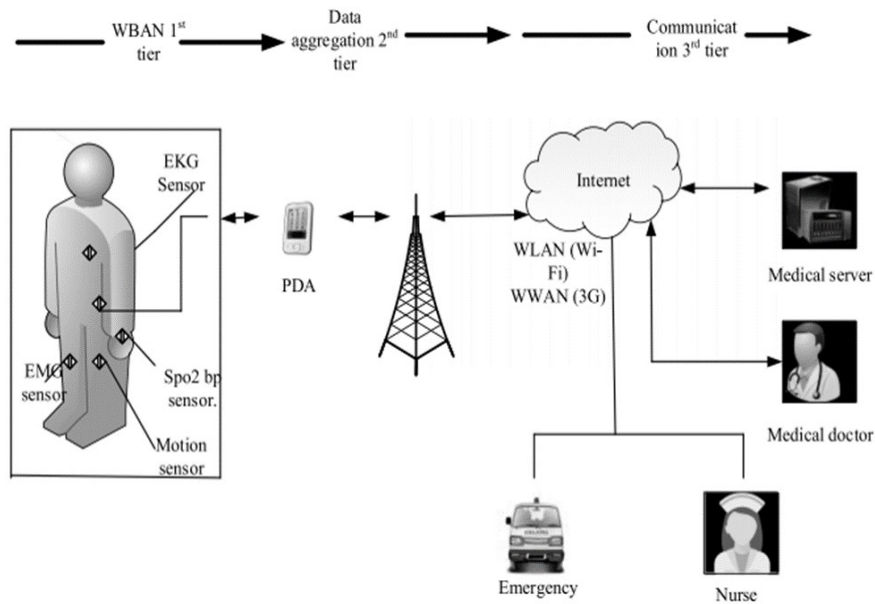 WBAN 1st
tier
Data
aggregation 2nd
tier
Communicat
ion 3rd tier
EKG
Sensor
EMG
sensor
Spo2 bp
sensor.
Motion
sensor
PDA
Internet
WLAN (Wi-
Fi)
WWAN (3G)
Medical server
Medical doctor
Emergency
Nurse